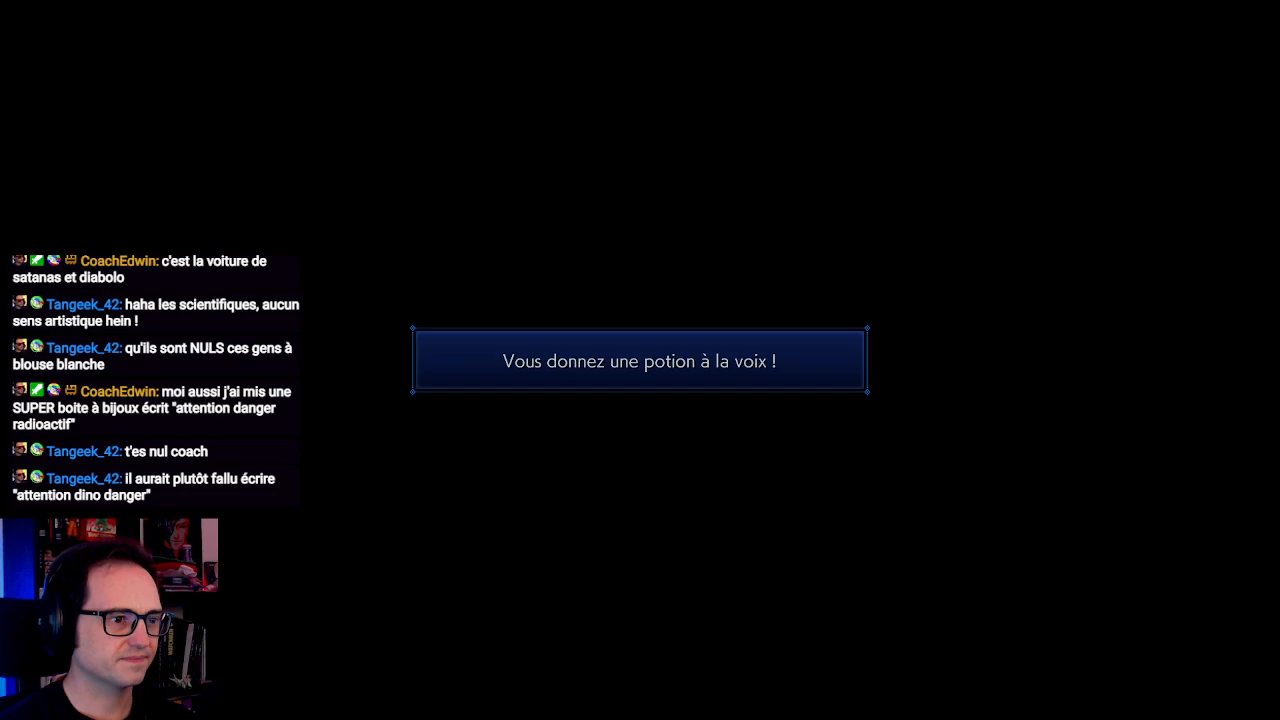 CoachEdwin: c'est la voiture de
satanas et diabolo
Tangeek_42: haha les scientifiques, aucun
sens artistique hein !
Tangeek_42: qu'ils sont NULS ces gens à
blouse blanche
CoachEdwin: moi aussi j'ai mis une
SUPER boite à bijoux écrit "attention danger
radioactif"
Tangeek_42: t'es nul coach
Tangeek_42: il aurait plutôt fallu écrire
"attention dino danger"
Vous donnez une potion à la voix !